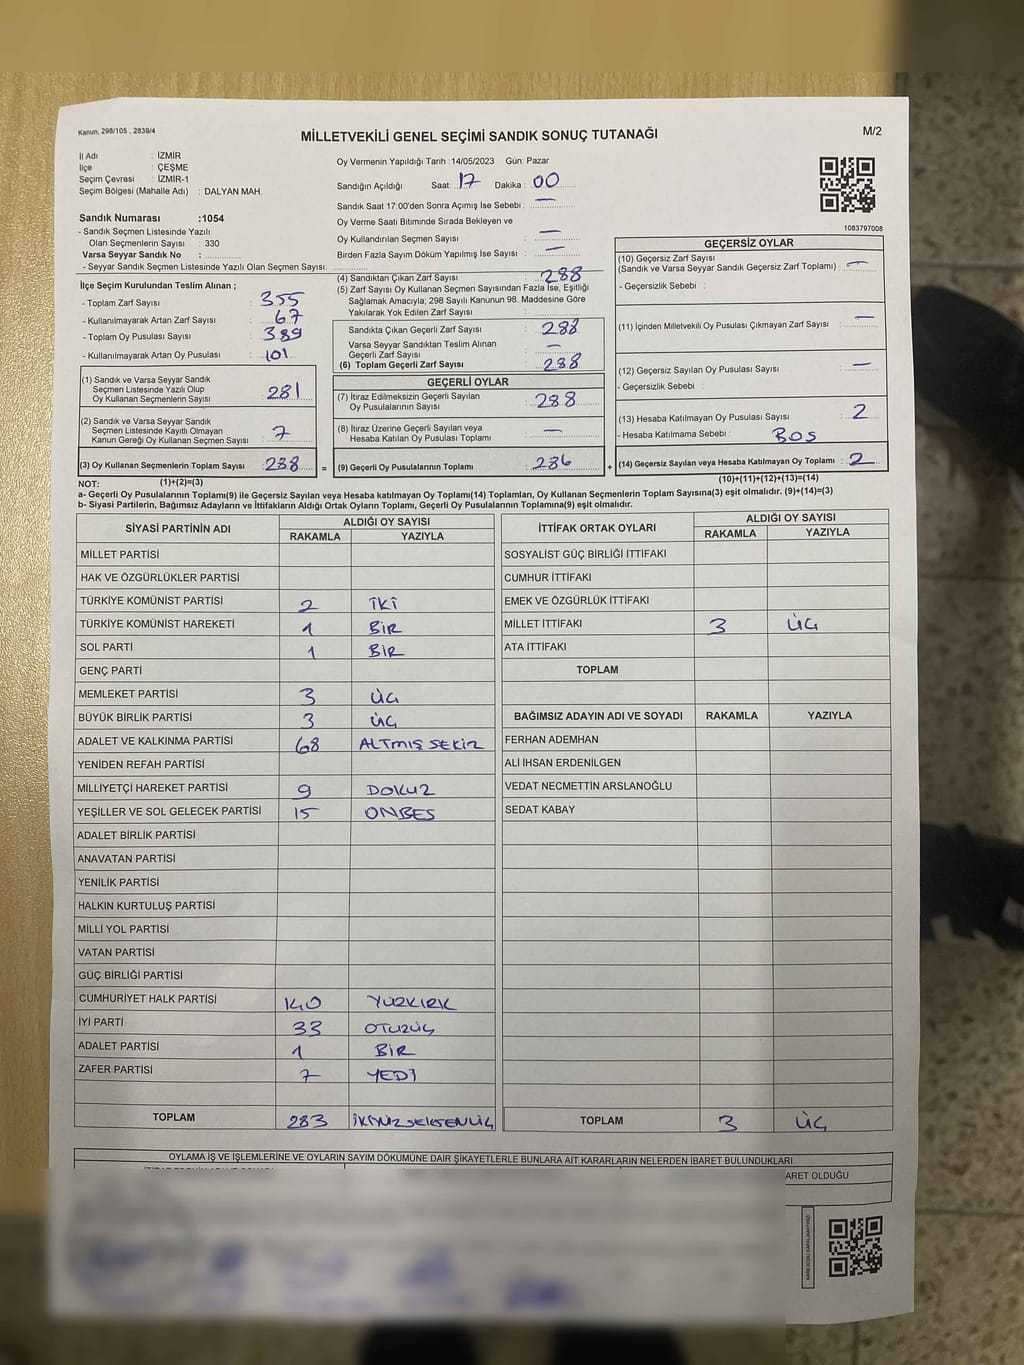 Kanun, 298/105 , 2839/4
MİLLETVEKİLİ GENEL SEÇİMİ SANDIK SONUÇ TUTANAĞI
M/2
İl Adı : İZMİR
İlçe : ÇEŞME
Seçim Çevresi : İZMİR-1
Seçim Bölgesi (Mahalle Adı) : DALYAN MAH.
Sandık Numarası :1054
- Sandık Seçmen Listesinde Yazılı
Olan Seçmenlerin Sayısı : 330
Varsa Seyyar Sandık No :
- Seyyar Sandık Seçmen Listesinde Yazılı Olan Seçmen Sayısı:
İlçe Seçim Kurulundan Teslim Alınan ;
- Toplam Zarf Sayısı : 355
- Kullanılmayarak Artan Zarf Sayısı : 67
- Toplam Oy Pusulası Sayısı : 389
- Kullanılmayarak Artan Oy Pusulası : 101
(1) Sandık ve Varsa Seyyar Sandık
Seçmen Listesinde Yazılı Olup
Oy Kullanan Seçmenlerin Sayısı : 281
(2) Sandık ve Varsa Seyyar Sandık
Seçmen Listesinde Kayıtlı Olmayan
Kanun Gereği Oy Kullanan Seçmen Sayısı : 7
(3) Oy Kullanan Seçmenlerin Toplam Sayısı :288 =
Oy Vermenin Yapıldığı Tarih :14/05/2023 Gün: Pazar
Sandığın Açıldığı Saat: 17 Dakika : 00
Sandık Saat 17:00'den Sonra Açımış İse Sebebi : —
Oy Verme Saati Bitiminde Sırada Bekleyen ve
Oy Kullandırılan Seçmen Sayısı : —
Birden Fazla Sayım Döküm Yapılmış İse Sayısı : —
(4) Sandıktan Çıkan Zarf Sayısı : 288
(5) Zarf Sayısı Oy Kullanan Seçmen Sayısından Fazla İse, Eşitliği
Sağlamak Amacıyla; 298 Sayılı Kanunun 98. Maddesine Göre
Yakılarak Yok Edilen Zarf Sayısı :
Sandıkta Çıkan Geçerli Zarf Sayısı : 288
Varsa Seyyar Sandıktan Teslim Alınan
Geçerli Zarf Sayısı : —
(6) Toplam Geçerli Zarf Sayısı : 288
GEÇERLİ OYLAR
(7) İtiraz Edilmeksizin Geçerli Sayılan
Oy Pusulalarının Sayısı : 288
(8) İtiraz Üzerine Geçerli Sayılan veya
Hesaba Katılan Oy Pusulası Toplamı : —
(9) Geçerli Oy Pusulalarının Toplamı : 286 +
1083797008
GEÇERSİZ OYLAR
(10) Geçersiz Zarf Sayısı
(Sandık ve Varsa Seyyar Sandık Geçersiz Zarf Toplamı) : —
- Geçersizlik Sebebi :
(11) İçinden Milletvekili Oy Pusulası Çıkmayan Zarf Sayısı : —
(12) Geçersiz Sayılan Oy Pusulası Sayısı : —
- Geçersizlik Sebebi :
(13) Hesaba Katılmayan Oy Pusulası Sayısı : 2
- Hesaba Katılmama Sebebi : BOŞ
(14) Geçersiz Sayılan veya Hesaba Katılmayan Oy Toplamı : 2
NOT: (1)+(2)=(3)
(10)+(11)+(12)+(13)=(14)
a- Geçerli Oy Pusulalarının Toplamı(9) ile Geçersiz Sayılan veya Hesaba katılmayan Oy Toplamı(14) Toplamları, Oy Kullanan Seçmenlerin Toplam Sayısına(3) eşit olmalıdır. (9)+(14)=(3)
b- Siyasi Partilerin, Bağımsız Adayların ve İttifakların Aldığı Ortak Oyların Toplamı, Geçerli Oy Pusulalarının Toplamına(9) eşit olmalıdır.
SİYASİ PARTİNİN ADI ALDIĞI OY SAYISI
RAKAMLA YAZIYLA
MİLLET PARTİSİ
HAK VE ÖZGÜRLÜKLER PARTİSİ
TÜRKİYE KOMÜNİST PARTİSİ 2 İKİ
TÜRKİYE KOMÜNİST HAREKETİ 1 BİR
SOL PARTİ 1 BİR
GENÇ PARTİ
MEMLEKET PARTİSİ 3 ÜÇ
BÜYÜK BİRLİK PARTİSİ 3 ÜÇ
ADALET VE KALKINMA PARTİSİ 68 ALTMIŞ SEKİZ
YENİDEN REFAH PARTİSİ
MİLLİYETÇİ HAREKET PARTİSİ 9 DOKUZ
YEŞİLLER VE SOL GELECEK PARTİSİ 15 ONBEŞ
ADALET BİRLİK PARTİSİ
ANAVATAN PARTİSİ
YENİLİK PARTİSİ
HALKIN KURTULUŞ PARTİSİ
MİLLİ YOL PARTİSİ
VATAN PARTİSİ
GÜÇ BİRLİĞİ PARTİSİ
CUMHURİYET HALK PARTİSİ 140 YÜZKIRK
İYİ PARTİ 33 OTUZÜÇ
ADALET PARTİSİ 1 BİR
ZAFER PARTİSİ 7 YEDİ
TOPLAM 283 İKİYÜZSEKSENÜÇ
İTTİFAK ORTAK OYLARI ALDIĞI OY SAYISI
RAKAMLA YAZIYLA
SOSYALİST GÜÇ BİRLİĞİ İTTİFAKI
CUMHUR İTTİFAKI
EMEK VE ÖZGÜRLÜK İTTİFAKI
MİLLET İTTİFAKI 3 ÜÇ
ATA İTTİFAKI
TOPLAM
BAĞIMSIZ ADAYIN ADI VE SOYADI RAKAMLA YAZIYLA
FERHAN ADEMHAN
ALİ İHSAN ERDENİLGEN
VEDAT NECMETTİN ARSLANOĞLU
SEDAT KABAY
TOPLAM 3 ÜÇ
OYLAMA İŞ VE İŞLEMLERİNE VE OYLARIN SAYIM DÖKÜMÜNE DAİR ŞİKAYETLERLE BUNLARA AİT KARARLARIN NELERDEN İBARET BULUNDUKLARI
ARET OLDUĞU